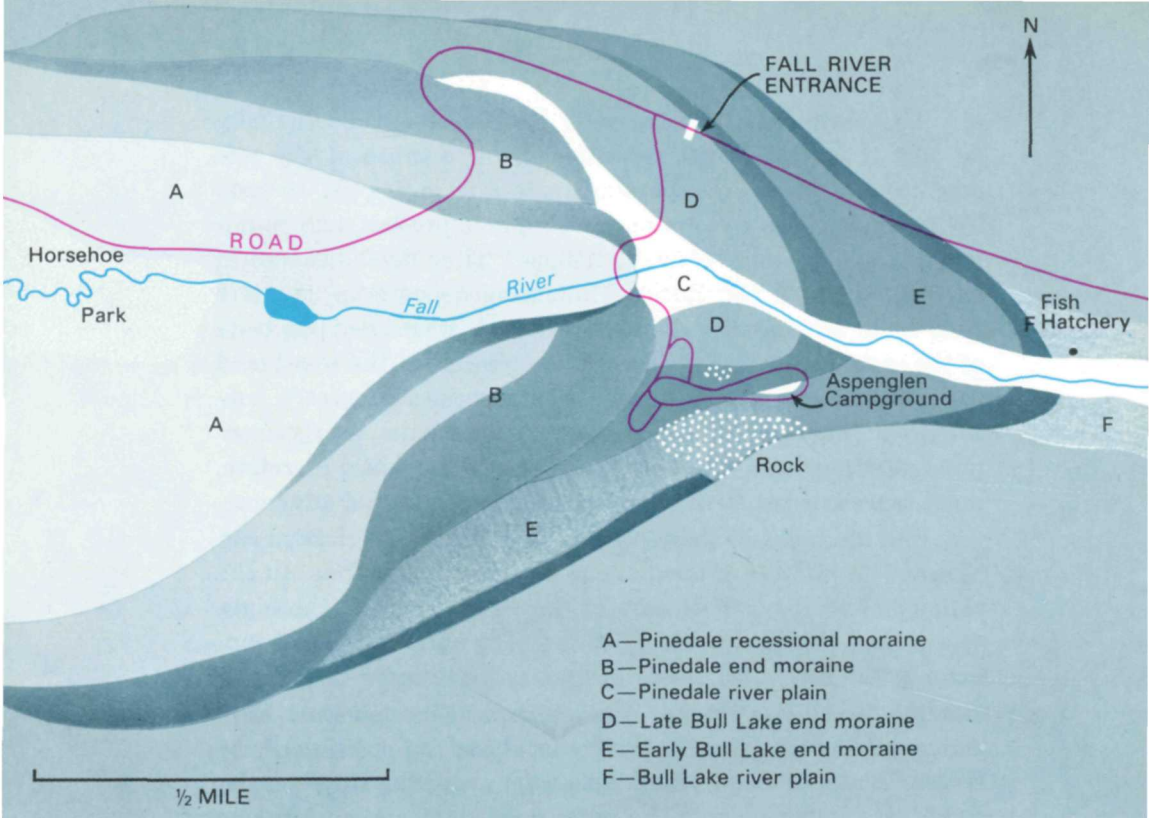 N
FALL RIVER
ENTRANCE
B
A
D
ROAD
Horsehoe
Park
Fall
River
C
E
Fish
F Hatchery
D
Aspenglen
Campground
B
A
F
Rock
E
A—Pinedale recessional moraine
B—Pinedale end moraine
C—Pinedale river plain
D—Late Bull Lake end moraine
E—Early Bull Lake end moraine
F—Bull Lake river plain
½ MILE